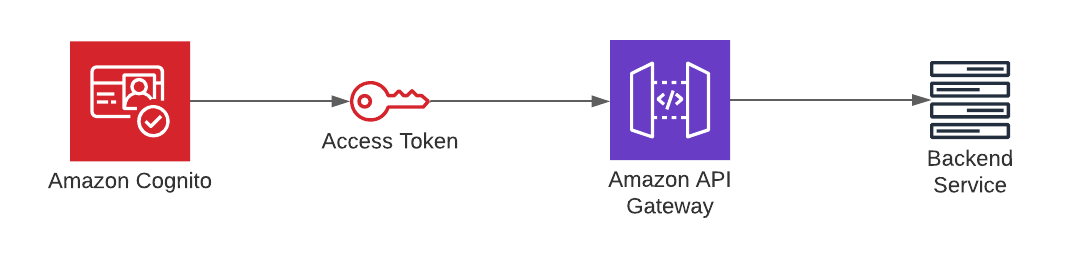 Amazon Cognito
Access Token
Amazon API
Gateway
Backend
Service